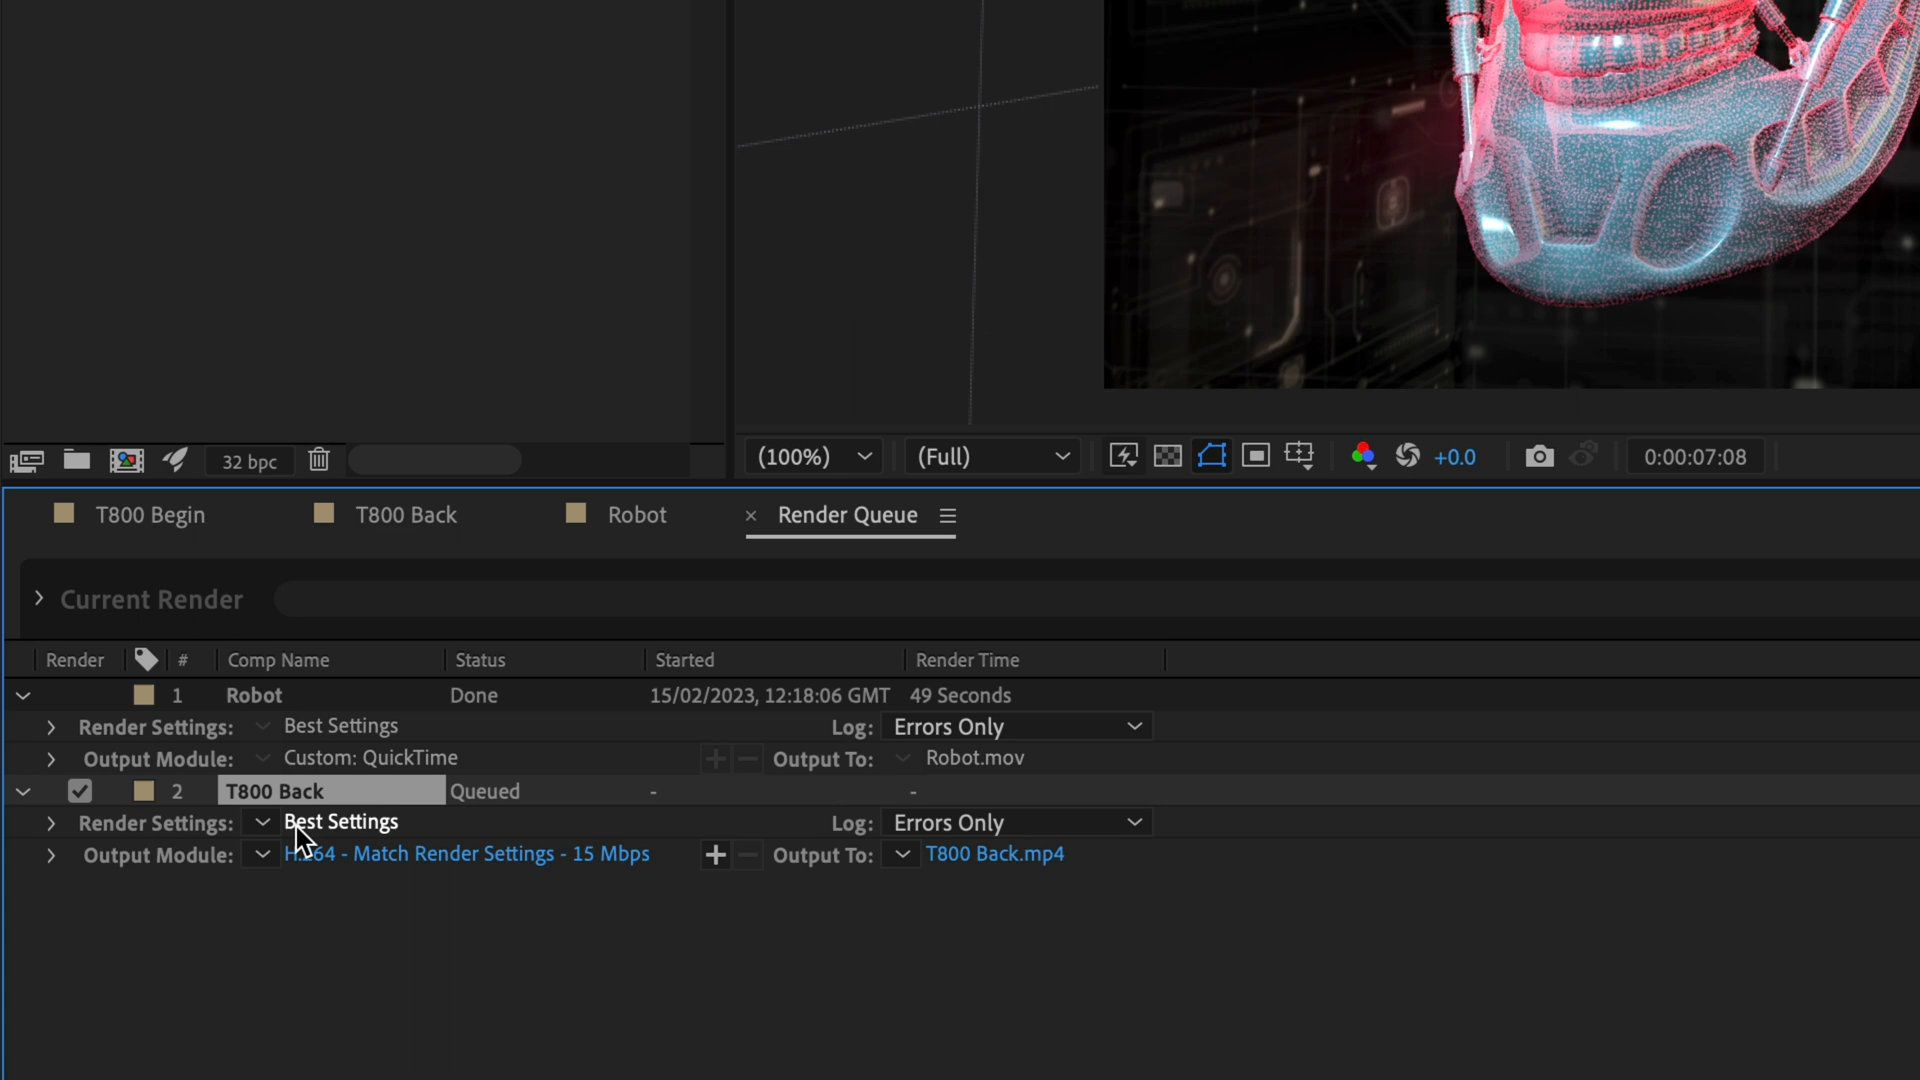 32 bpc
(100%)
(Full)
+0.0
0:00:07:08
T800 Begin
T800 Back
Robot
× Render Queue
Current Render
Render # Comp Name Status Started Render Time
1 Robot Done 15/02/2023, 12:18:06 GMT 49 Seconds
Render Settings: Best Settings Log: Errors Only
Output Module: Custom: QuickTime Output To: Robot.mov
2 T800 Back Queued - -
Render Settings: Best Settings Log: Errors Only
Output Module: H.264 - Match Render Settings - 15 Mbps Output To: T800 Back.mp4